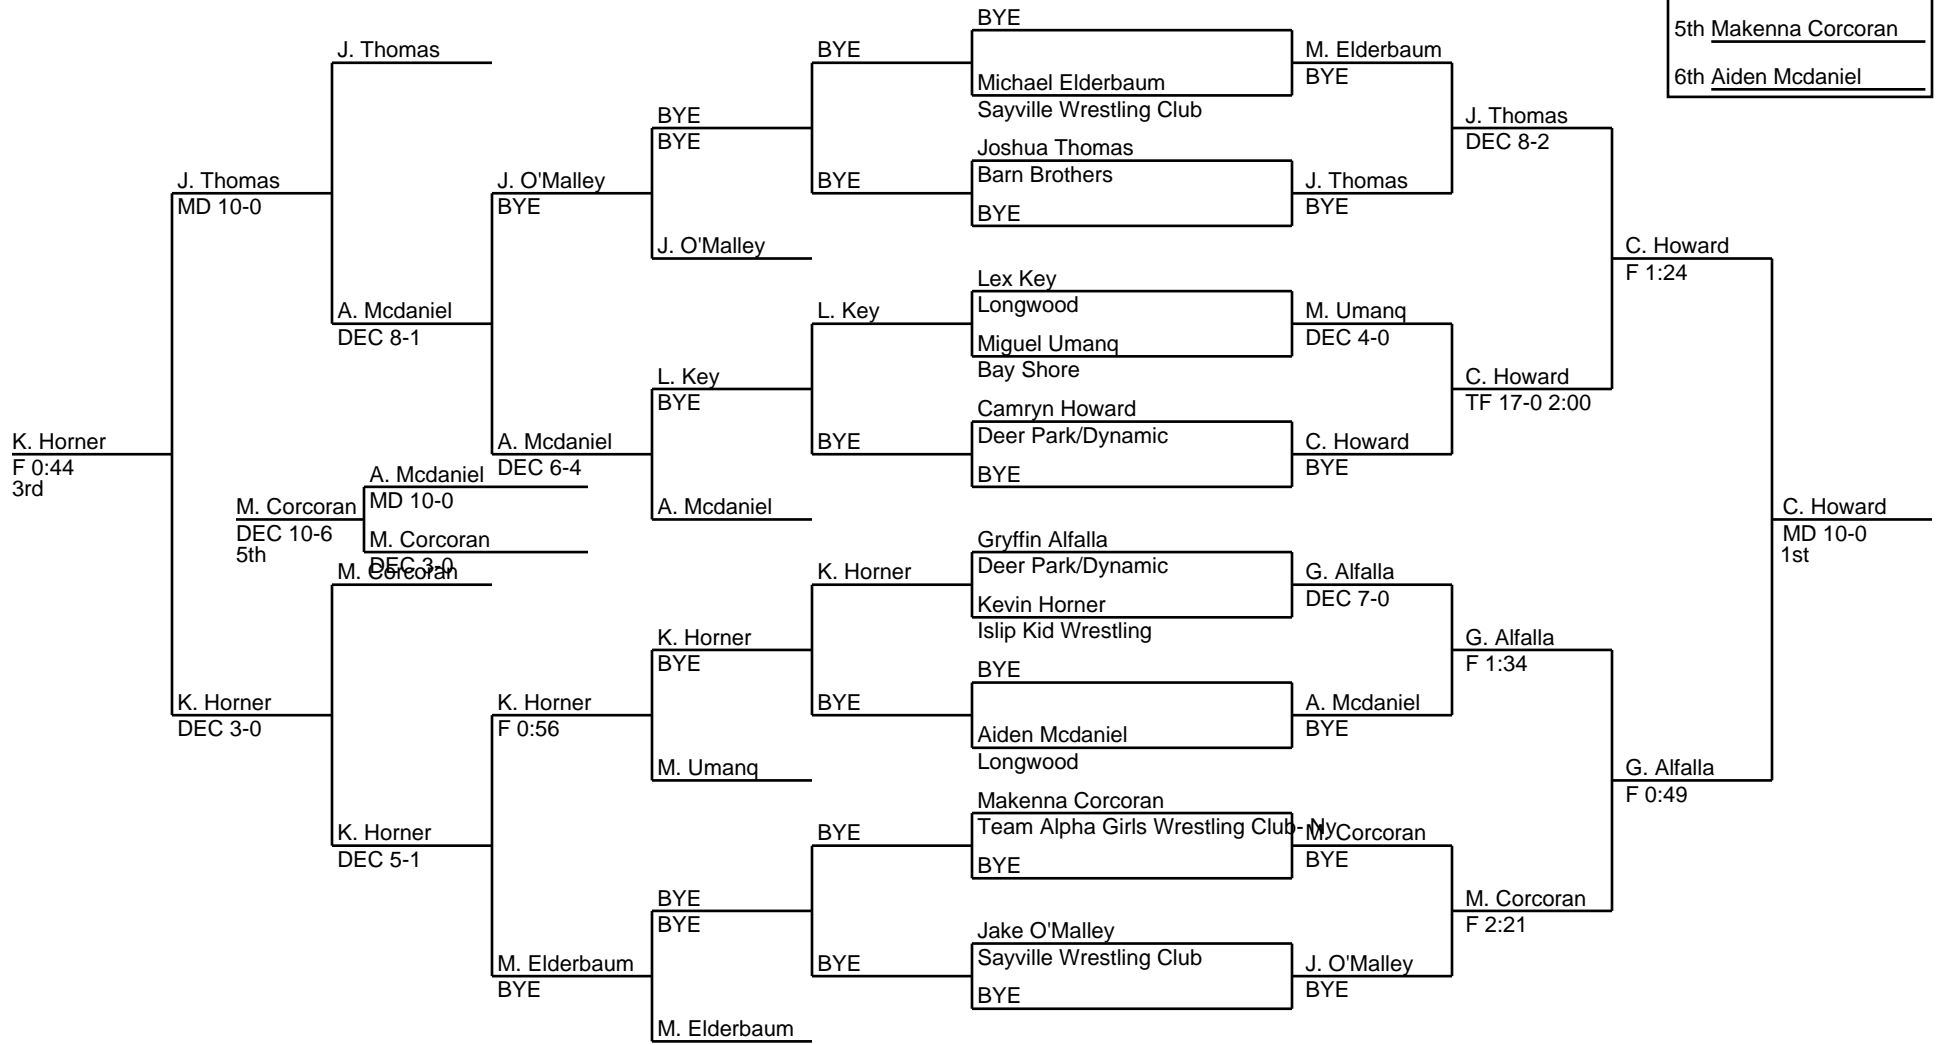 BYE
5th Makenna Corcoran
6th Aiden Mcdaniel
J. Thomas
BYE
M. Elderbaum
BYE
Michael Elderbaum
Sayville Wrestling Club
BYE
BYE
J. Thomas
DEC 8-2
Joshua Thomas
Barn Brothers
J. Thomas
MD 10-0
J. O'Malley
BYE
BYE
J. Thomas
BYE
BYE
J. O'Malley
C. Howard
F 1:24
Lex Key
Longwood
A. Mcdaniel
DEC 8-1
L. Key
M. Umanq
DEC 4-0
Miguel Umanq
Bay Shore
L. Key
BYE
C. Howard
TF 17-0 2:00
Camryn Howard
Deer Park/Dynamic
K. Horner
F 0:44
3rd
A. Mcdaniel
DEC 6-4
BYE
C. Howard
BYE
BYE
A. Mcdaniel
MD 10-0
M. Corcoran
DEC 10-6
5th
A. Mcdaniel
C. Howard
MD 10-0
1st
M. Corcoran
DEC 3-0
Gryffin Alfalla
Deer Park/Dynamic
M. Corcoran
K. Horner
G. Alfalla
DEC 7-0
Kevin Horner
Islip Kid Wrestling
K. Horner
BYE
G. Alfalla
F 1:34
BYE
K. Horner
DEC 3-0
K. Horner
F 0:56
BYE
A. Mcdaniel
BYE
Aiden Mcdaniel
Longwood
M. Umanq
G. Alfalla
F 0:49
Makenna Corcoran
Team Alpha Girls Wrestling Club- Ny
K. Horner
DEC 5-1
BYE
M. Corcoran
BYE
BYE
BYE
BYE
M. Corcoran
F 2:21
Jake O'Malley
Sayville Wrestling Club
M. Elderbaum
BYE
BYE
J. O'Malley
BYE
BYE
M. Elderbaum